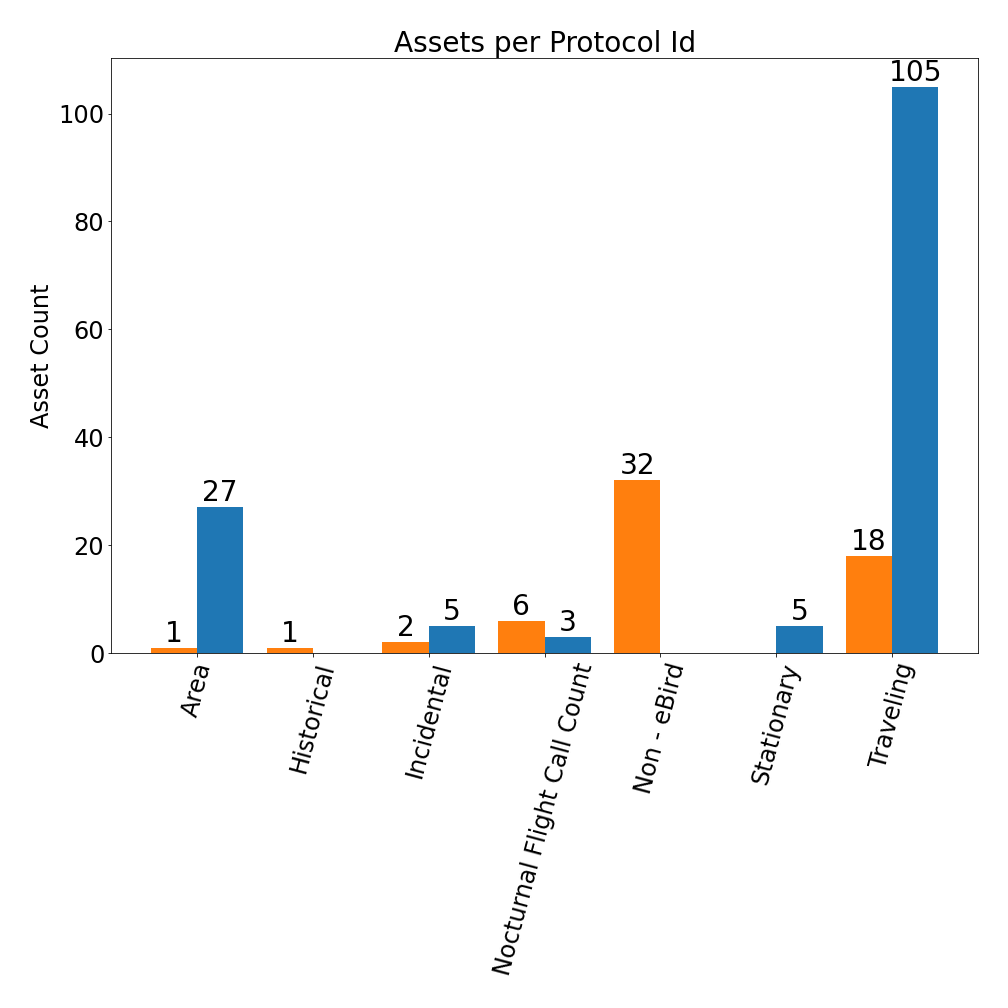 Assets per Protocol Id
Asset Count
100
80
60
40
20
0
1
27
1
2
5
6
3
32
5
18
105
Area
Historical
Incidental
Nocturnal Flight Call Count
Non - eBird
Stationary
Traveling